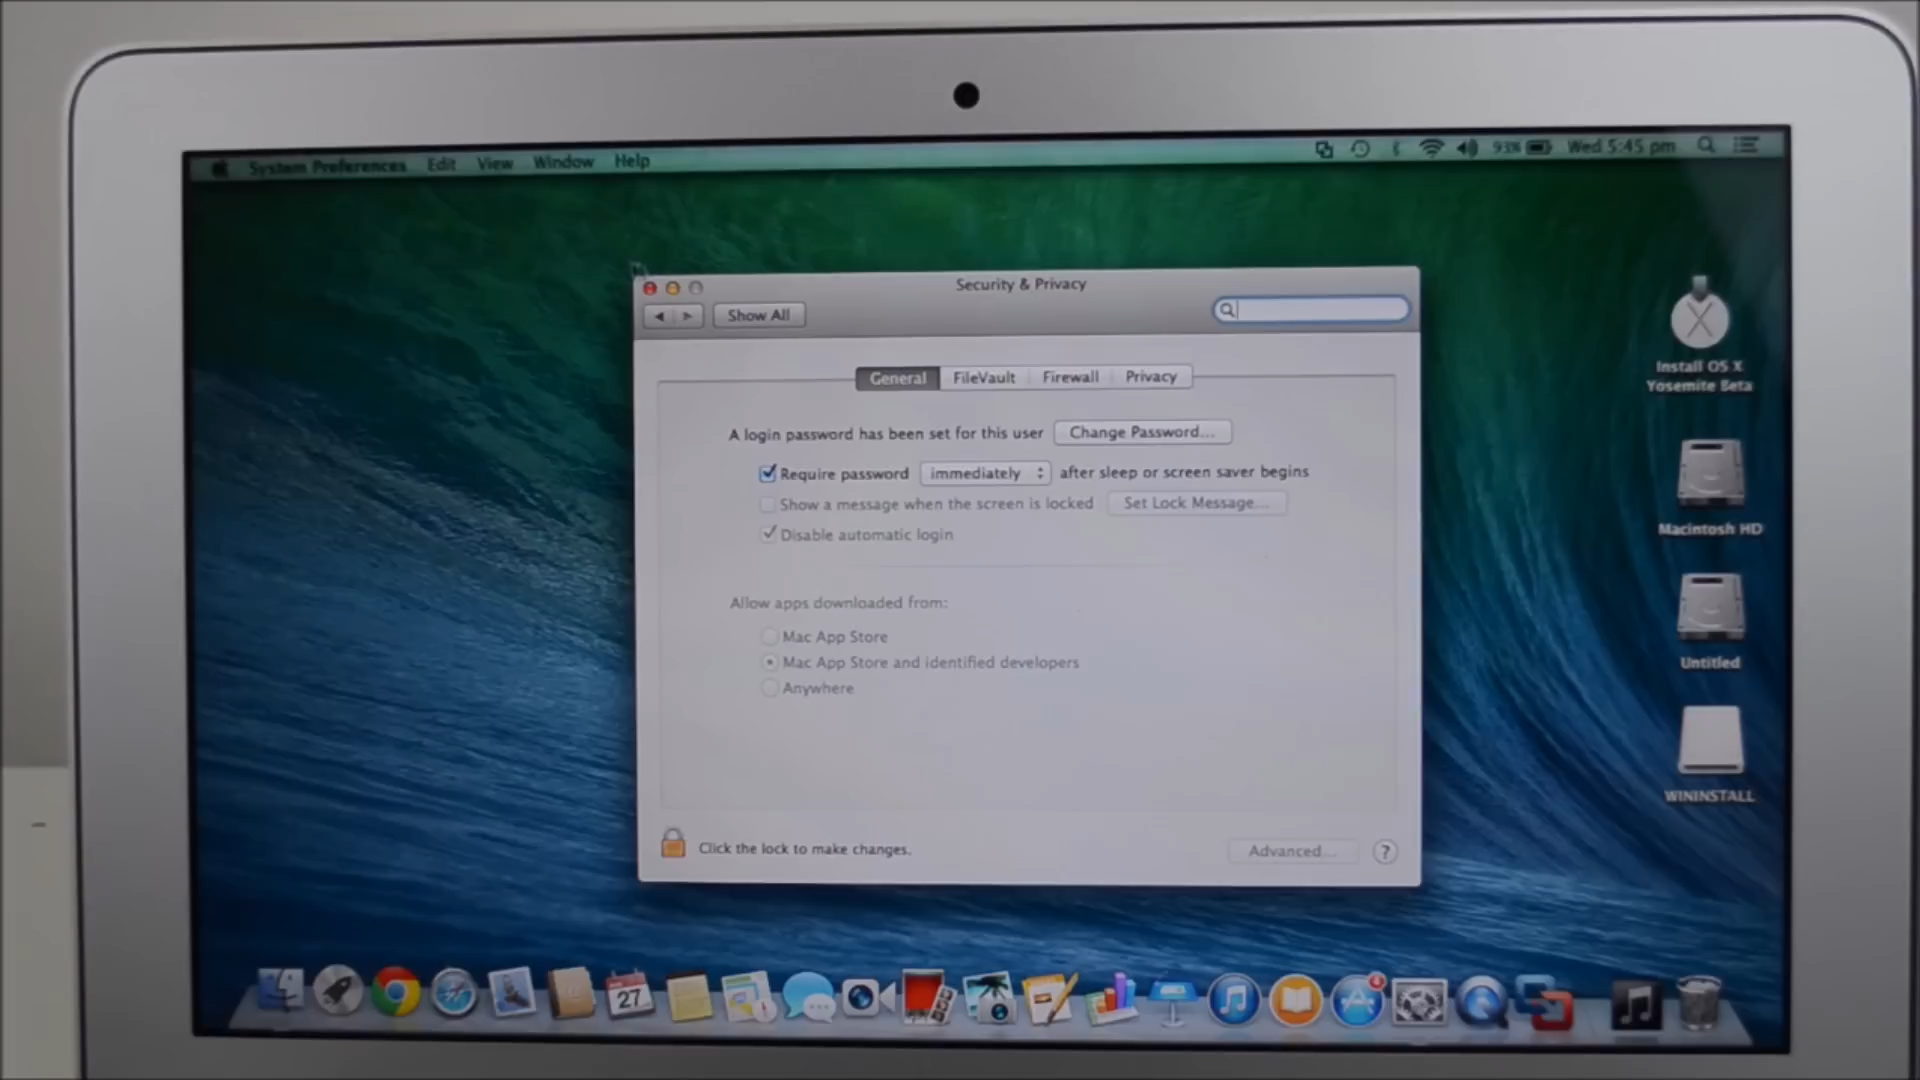 System Preferences Edit View Window Help
93% Wed 5:45 pm
Security & Privacy
Show All
General FileVault Firewall Privacy
A login password has been set for this user Change Password...
Require password immediately after sleep or screen saver begins
Show a message when the screen is locked Set Lock Message...
Disable automatic login
Allow apps downloaded from:
Mac App Store
Mac App Store and identified developers
Anywhere
Click the lock to make changes.
Advanced... ?
Install OS X
Yosemite Beta
Macintosh HD
Untitled
WININSTALL
27